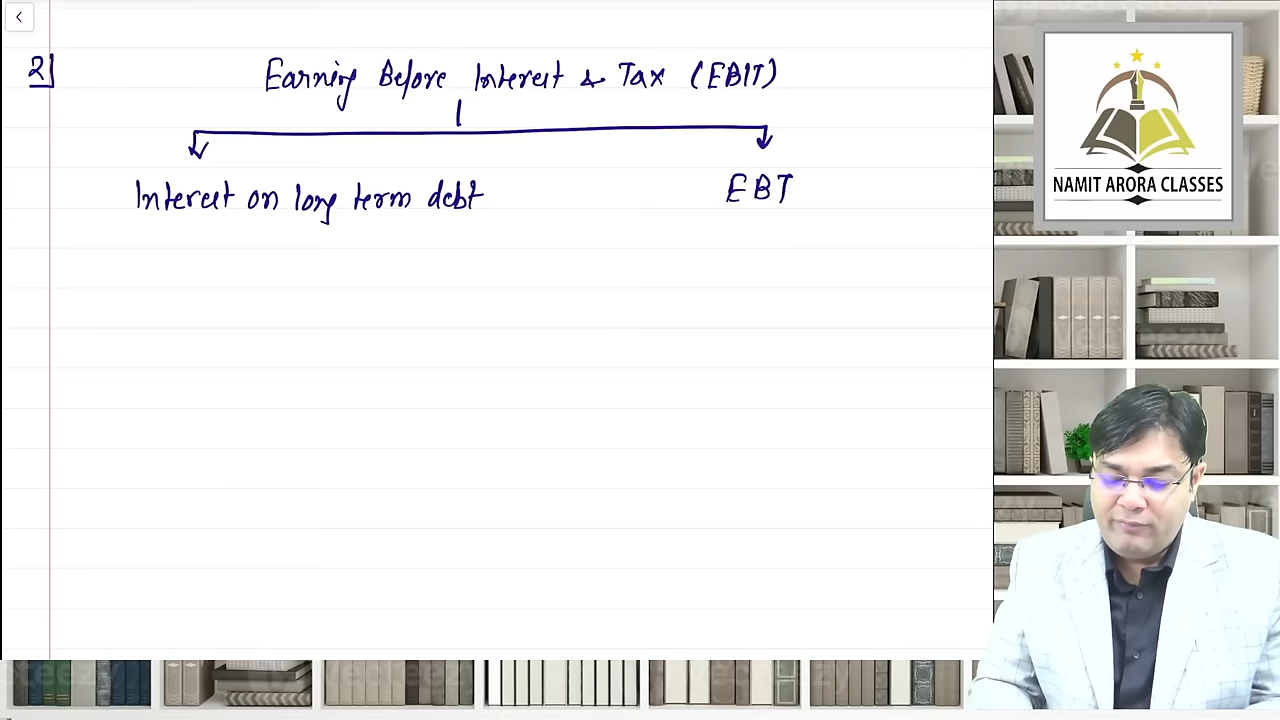 2
Earning Before Interest & Tax (EBIT)
Interest on long term debt
EBT
NAMIT ARORA CLASSES